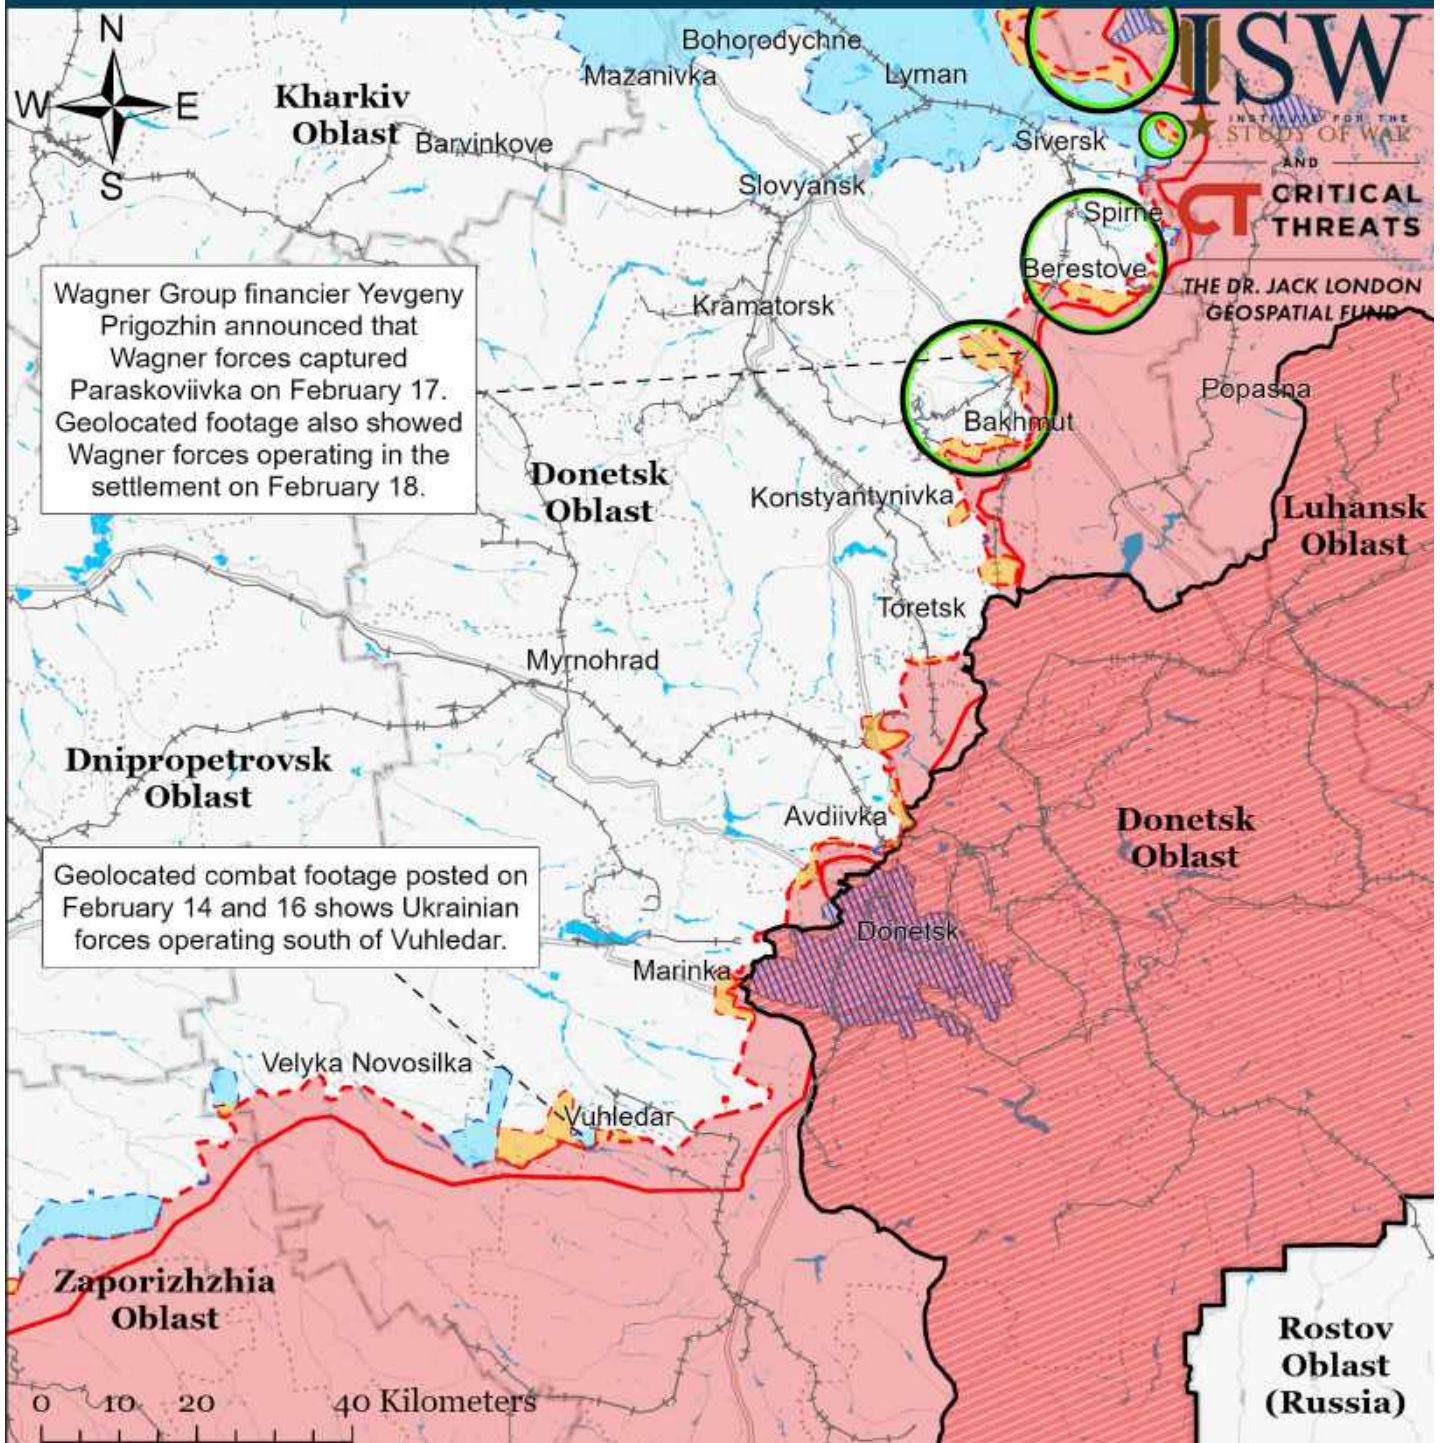 N
W E
S
Kharkiv
Oblast
Bohorodychne
Mazanivka
Lyman
Barvinkove
Siversk
Slovyansk
Spirne
Berestove
ISW
INSTITUTE FOR THE
STUDY OF WAR
AND
CT CRITICAL
THREATS
THE DR. JACK LONDON
GEOSPATIAL FUND
Wagner Group financier Yevgeny
Prigozhin announced that
Wagner forces captured
Paraskoviivka on February 17.
Geolocated footage also showed
Wagner forces operating in the
settlement on February 18.
Kramatorsk
Popasna
Bakhmut
Donetsk
Oblast
Konstyantynivka
Luhansk
Oblast
Toretsk
Myrnohrad
Dnipropetrovsk
Oblast
Avdiivka
Donetsk
Oblast
Geolocated combat footage posted on
February 14 and 16 shows Ukrainian
forces operating south of Vuhledar.
Donetsk
Marinka
Velyka Novosilka
Vuhledar
Zaporizhzhia
Oblast
Rostov
Oblast
(Russia)
0 10 20 40 Kilometers